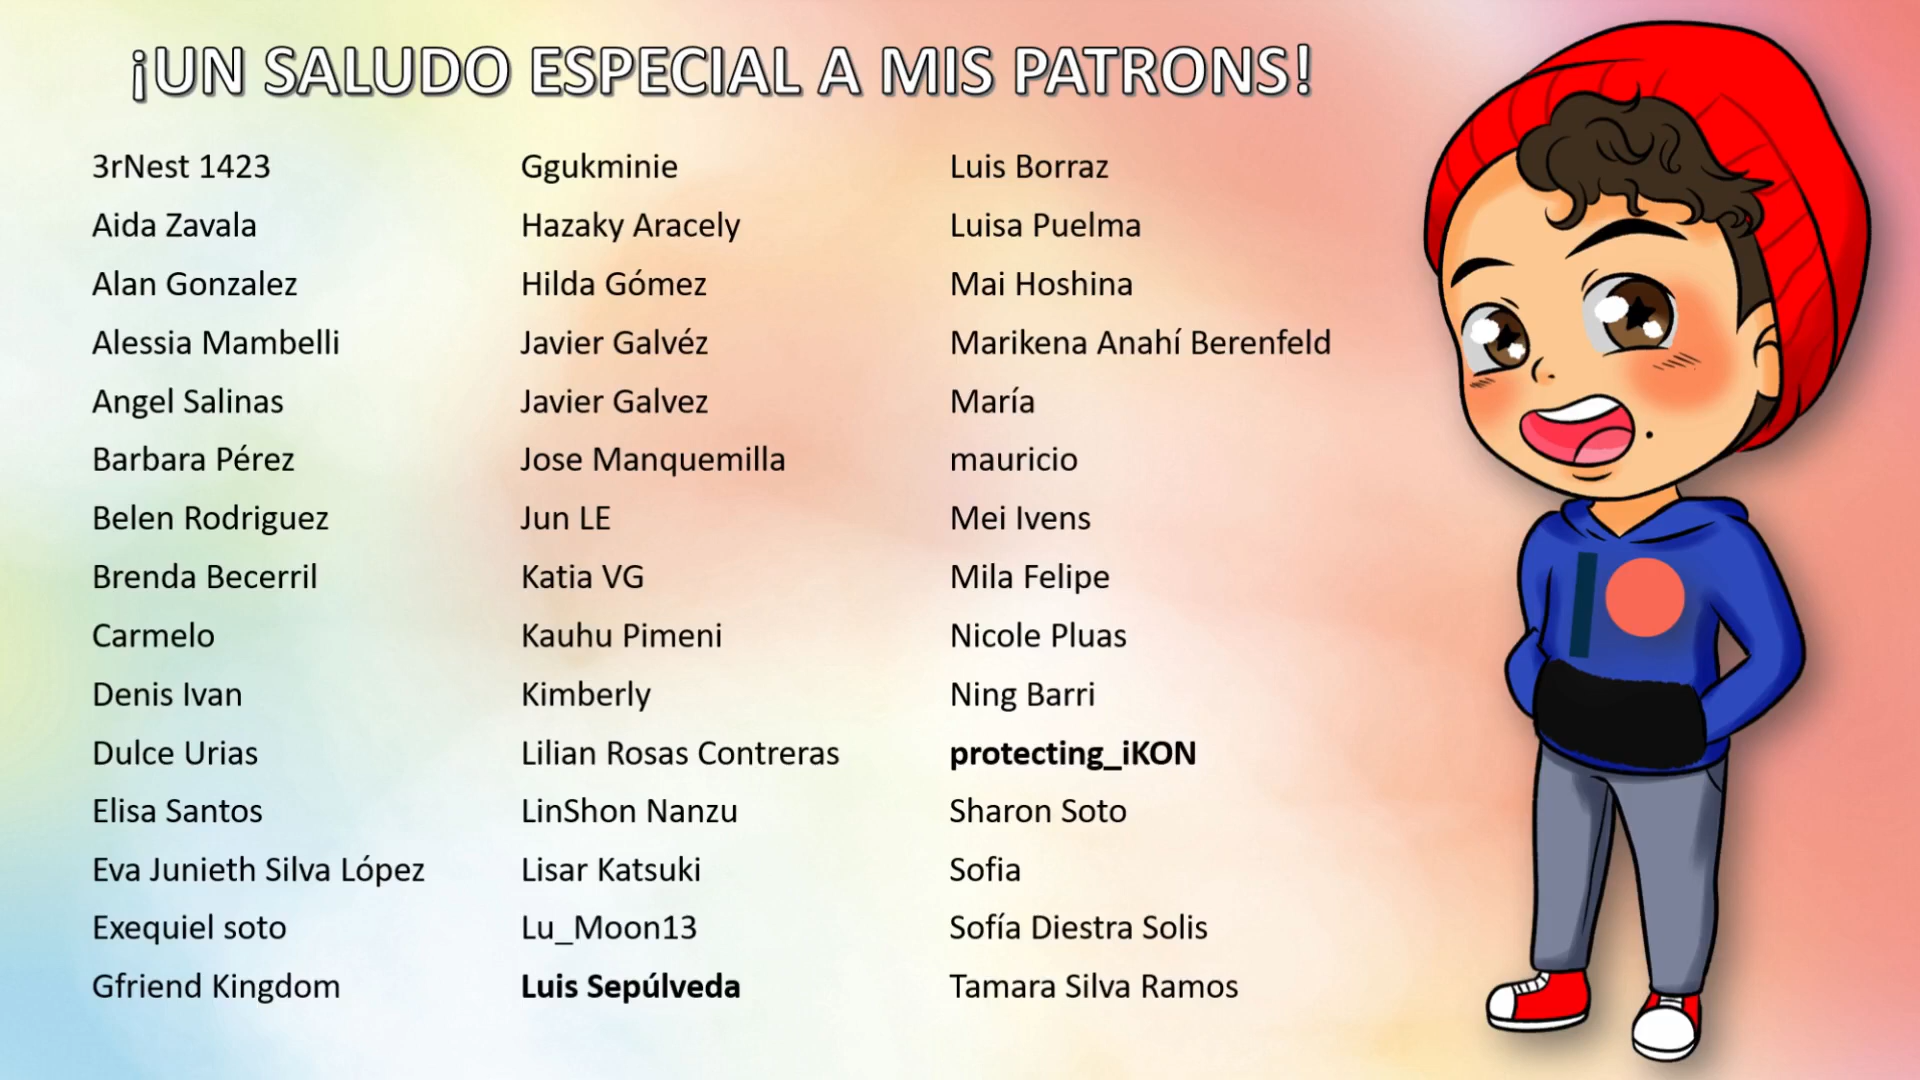 ¡UN SALUDO ESPECIAL A MIS PATRONS!
3rNest 1423
Aida Zavala
Alan Gonzalez
Alessia Mambelli
Angel Salinas
Barbara Pérez
Belen Rodriguez
Brenda Becerril
Carmelo
Denis Ivan
Dulce Urias
Elisa Santos
Eva Junieth Silva López
Exequiel soto
Gfriend Kingdom
Ggukminie
Hazaky Aracely
Hilda Gómez
Javier Galvéz
Javier Galvez
Jose Manquemilla
Jun LE
Katia VG
Kauhu Pimeni
Kimberly
Lilian Rosas Contreras
LinShon Nanzu
Lisar Katsuki
Lu_Moon13
Luis Sepúlveda
Luis Borraz
Luisa Puelma
Mai Hoshina
Marikena Anahí Berenfeld
María
mauricio
Mei Ivens
Mila Felipe
Nicole Pluas
Ning Barri
protecting_iKON
Sharon Soto
Sofia
Sofía Diestra Solis
Tamara Silva Ramos